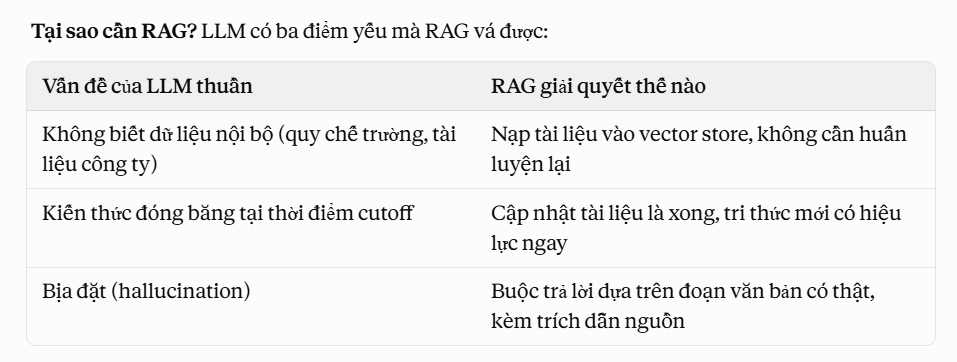 Tại sao cần RAG? LLM có ba điểm yếu mà RAG vá được:
Vấn đề của LLM thuần
RAG giải quyết thế nào
Không biết dữ liệu nội bộ (quy chế trường, tài
liệu công ty)
Nạp tài liệu vào vector store, không cần huấn
luyện lại
Kiến thức đóng băng tại thời điểm cutoff
Cập nhật tài liệu là xong, tri thức mới có hiệu
lực ngay
Bịa đặt (hallucination)
Buộc trả lời dựa trên đoạn văn bản có thật,
kèm trích dẫn nguồn